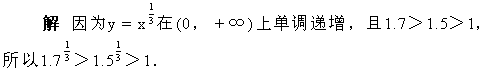 解 因为y = x^{1/3}在(0, +∞)上单调递增，且1.7＞1.5＞1，
所以1.7^{1/3}＞1.5^{1/3}＞1．